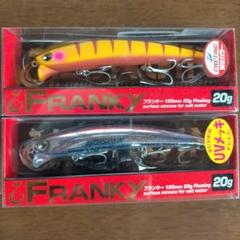 FRANKY
フランキー 120mm 20g Floating
surface minnow for salt water
20g
UVメッキ
FRANKY
フランキー 120mm 20g Floating
surface minnow for salt water
20g